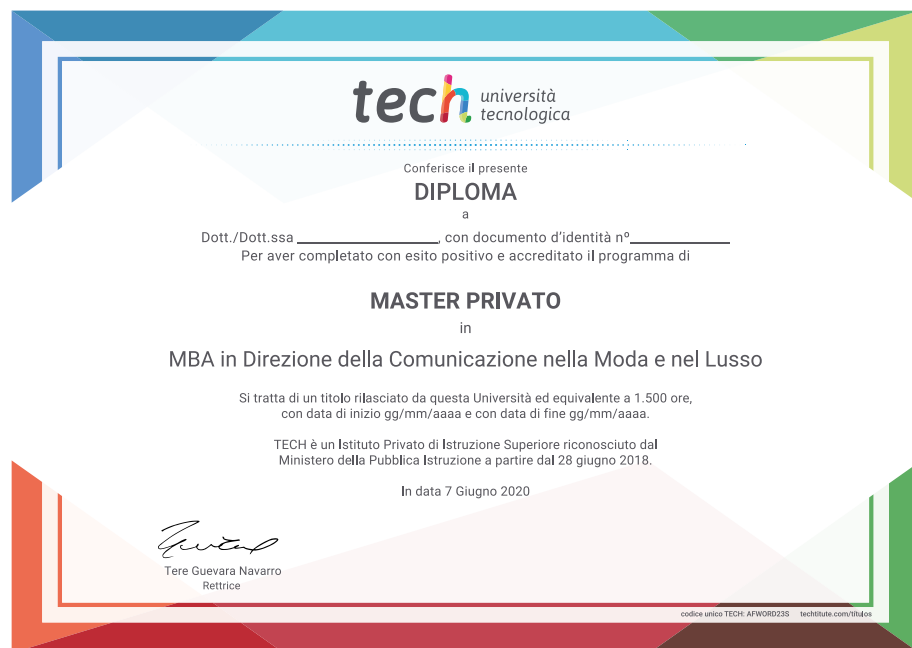 tech università
tecnologica
Conferisce il presente
DIPLOMA
a
Dott./Dott.ssa ____________________, con documento d'identità nº______________
Per aver completato con esito positivo e accreditato il programma di
MASTER PRIVATO
in
MBA in Direzione della Comunicazione nella Moda e nel Lusso
Si tratta di un titolo rilasciato da questa Università ed equivalente a 1.500 ore,
con data di inizio gg/mm/aaaa e con data di fine gg/mm/aaaa.
TECH è un Istituto Privato di Istruzione Superiore riconosciuto dal
Ministero della Pubblica Istruzione a partire dal 28 giugno 2018.
In data 7 Giugno 2020
Tere Guevara Navarro
Rettrice
codice unico TECH: AFWORD23S techtitute.com/títulos